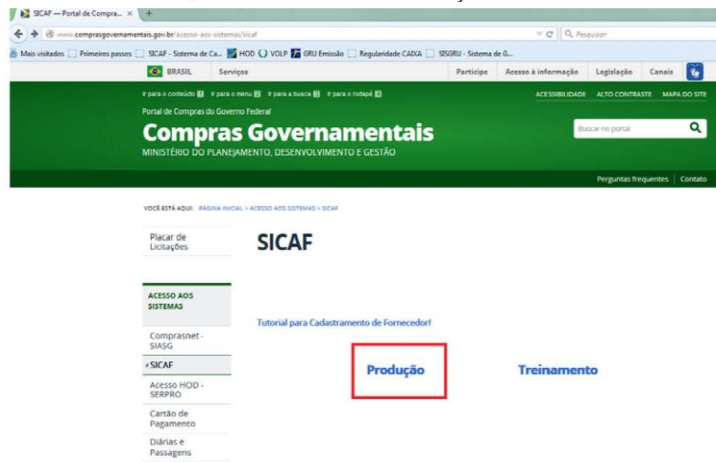 SICAF — Portal de Compra... × +
www.comprasgovernamentais.gov.br/acesso-aos-sistemas/sicaf
Pesquisar
Mais visitados Primeiros passos SICAF - Sistema de Ca... HOD VOLP GRU Emissão Regularidade CAIXA SISGRU - Sistema de G...
BRASIL Serviços Participe Acesso à informação Legislação Canais
Ir para o conteúdo 1 Ir para o menu 2 Ir para a busca 3 Ir para o rodapé 4 ACESSIBILIDADE ALTO CONTRASTE MAPA DO SITE
Portal de Compras do Governo Federal
Compras Governamentais
Buscar no portal
MINISTÉRIO DO PLANEJAMENTO, DESENVOLVIMENTO E GESTÃO
Perguntas frequentes Contato
VOCÊ ESTÁ AQUI: PÁGINA INICIAL > ACESSO AOS SISTEMAS > SICAF
Placar de
Licitações
SICAF
ACESSO AOS
SISTEMAS
Tutorial para Cadastramento de Fornecedor!
Comprasnet -
SIASG
SICAF
Produção Treinamento
Acesso HOD -
SERPRO
Cartão de
Pagamento
Diárias e
Passagens